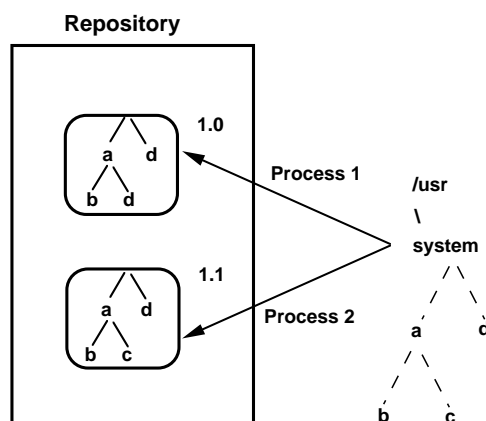 Repository
1.0
a d
b d
Process 1
/usr
\
system
1.1
a d
b c
Process 2
a d
b c